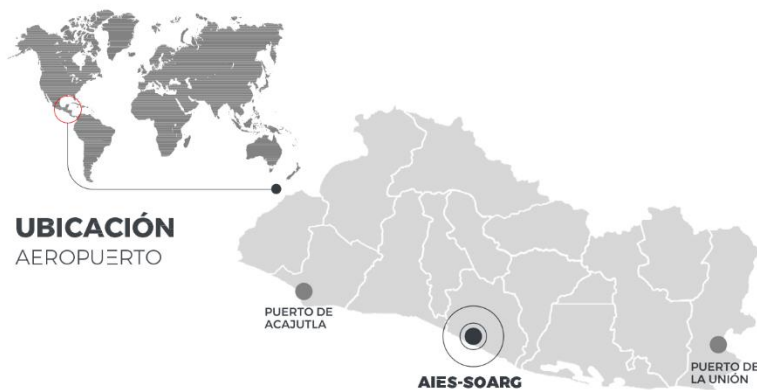 UBICACIÓN
AEROPUERTO
PUERTO DE
ACAJUTLA
AIES-SOARG
PUERTO DE
LA UNIÓN